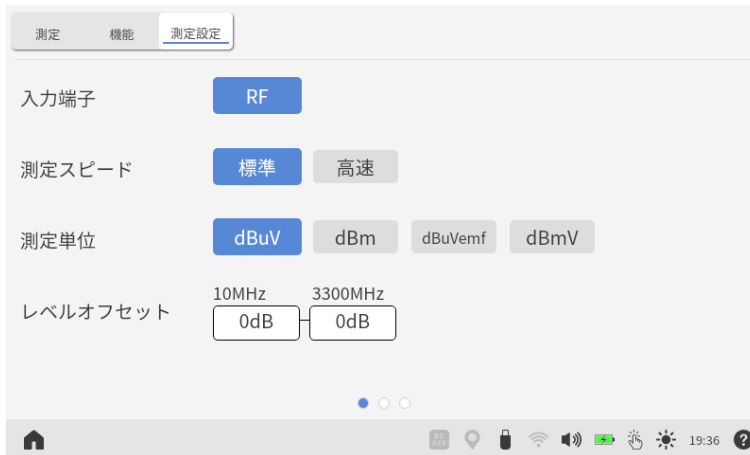 測定 機能 測定設定
入力端子 RF
測定スピード 標準 高速
測定単位 dBuV dBm dBuVemf dBmV
10MHz 3300MHz
レベルオフセット 0dB 0dB
DC OFF 19:36 ?